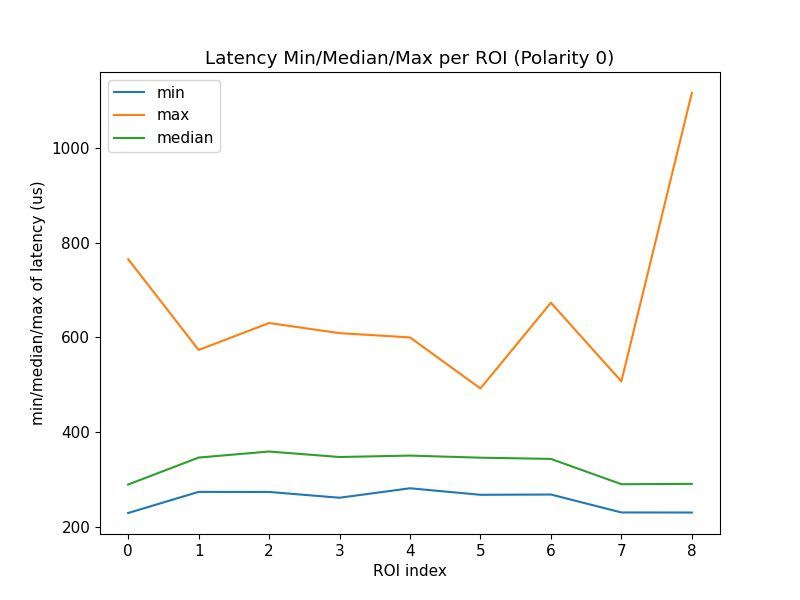 Latency Min/Median/Max per ROI (Polarity 0)
min
max
median
1000
800
600
400
200
min/median/max of latency (us)
0 1 2 3 4 5 6 7 8
ROI index